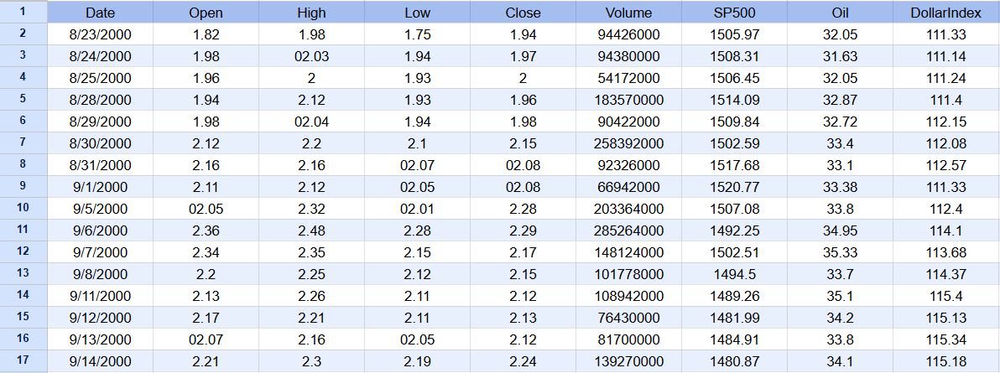 1 Date Open High Low Close Volume SP500 Oil DollarIndex
2 8/23/2000 1.82 1.98 1.75 1.94 94426000 1505.97 32.05 111.33
3 8/24/2000 1.98 02.03 1.94 1.97 94380000 1508.31 31.63 111.14
4 8/25/2000 1.96 2 1.93 2 54172000 1506.45 32.05 111.24
5 8/28/2000 1.94 2.12 1.93 1.96 183570000 1514.09 32.87 111.4
6 8/29/2000 1.98 02.04 1.94 1.98 90422000 1509.84 32.72 112.15
7 8/30/2000 2.12 2.2 2.1 2.15 258392000 1502.59 33.4 112.08
8 8/31/2000 2.16 2.16 02.07 02.08 92326000 1517.68 33.1 112.57
9 9/1/2000 2.11 2.12 02.05 02.08 66942000 1520.77 33.38 111.33
10 9/5/2000 02.05 2.32 02.01 2.28 203364000 1507.08 33.8 112.4
11 9/6/2000 2.36 2.48 2.28 2.29 285264000 1492.25 34.95 114.1
12 9/7/2000 2.34 2.35 2.15 2.17 148124000 1502.51 35.33 113.68
13 9/8/2000 2.2 2.25 2.12 2.15 101778000 1494.5 33.7 114.37
14 9/11/2000 2.13 2.26 2.11 2.12 108942000 1489.26 35.1 115.4
15 9/12/2000 2.17 2.21 2.11 2.13 76430000 1481.99 34.2 115.13
16 9/13/2000 02.07 2.16 02.05 2.12 81700000 1484.91 33.8 115.34
17 9/14/2000 2.21 2.3 2.19 2.24 139270000 1480.87 34.1 115.18